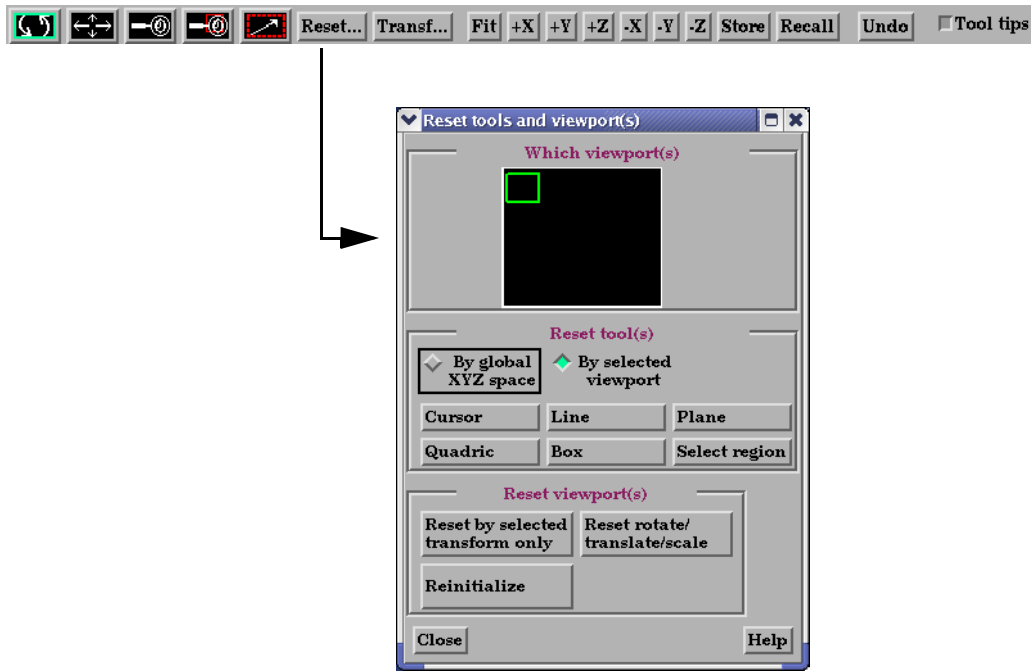 Reset... Transf... Fit +X +Y +Z -X -Y -Z Store Recall Undo Tool tips
Reset tools and viewport(s)
Which viewport(s)
Reset tool(s)
By global
XYZ space
By selected
viewport
Cursor Line Plane
Quadric Box Select region
Reset viewport(s)
Reset by selected
transform only
Reset rotate/
translate/scale
Reinitialize
Close Help